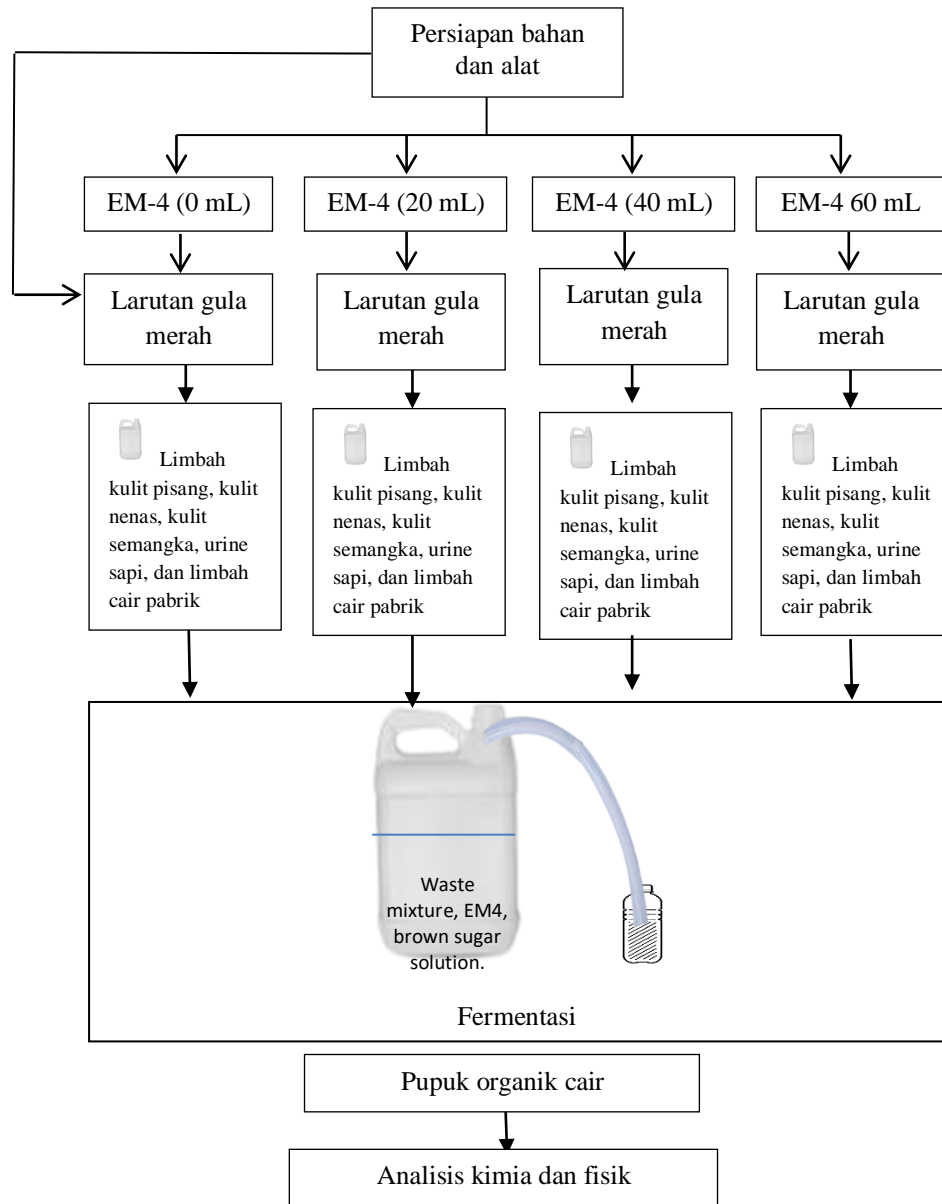 Persiapan bahan
dan alat
EM-4 (0 mL)
EM-4 (20 mL)
EM-4 (40 mL)
EM-4 60 mL
Larutan gula
merah
Larutan gula
merah
Larutan gula
merah
Larutan gula
merah
Limbah
kulit pisang, kulit
nenas, kulit
semangka, urine
sapi, dan limbah
cair pabrik
Limbah
kulit pisang, kulit
nenas, kulit
semangka, urine
sapi, dan limbah
cair pabrik
Limbah
kulit pisang, kulit
nenas, kulit
semangka, urine
sapi, dan limbah
cair pabrik
Limbah
kulit pisang, kulit
nenas, kulit
semangka, urine
sapi, dan limbah
cair pabrik
Waste
mixture, EM4,
brown sugar
solution.
Fermentasi
Pupuk organik cair
Analisis kimia dan fisik